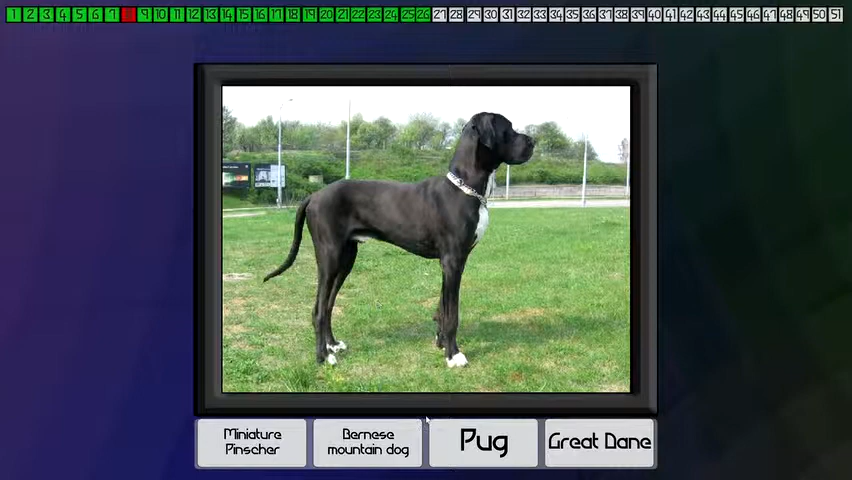 1 2 3 4 5 6 7 9 10 11 12 13 14 15 16 17 18 19 20 21 22 23 24 25 26 27 28 29 30 31 32 33 34 35 36 37 38 39 40 41 42 43 44 45 46 47 48 49 50 51
Miniature
Pinscher
Bernese
mountain dog
Pug
Great Dane